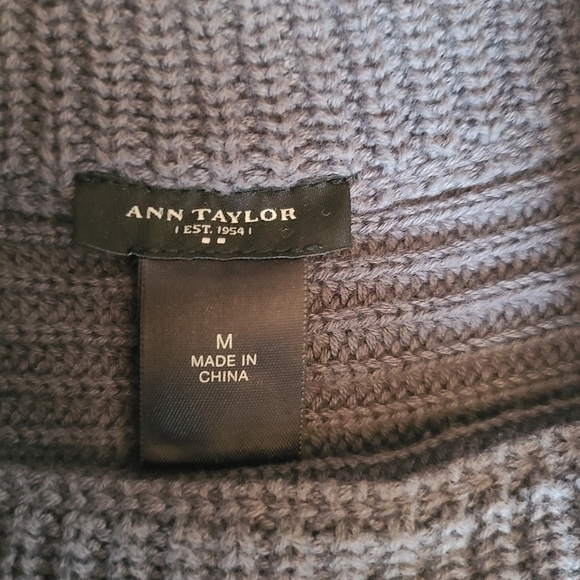 ANN TAYLOR
EST. 1954
M
MADE IN
CHINA